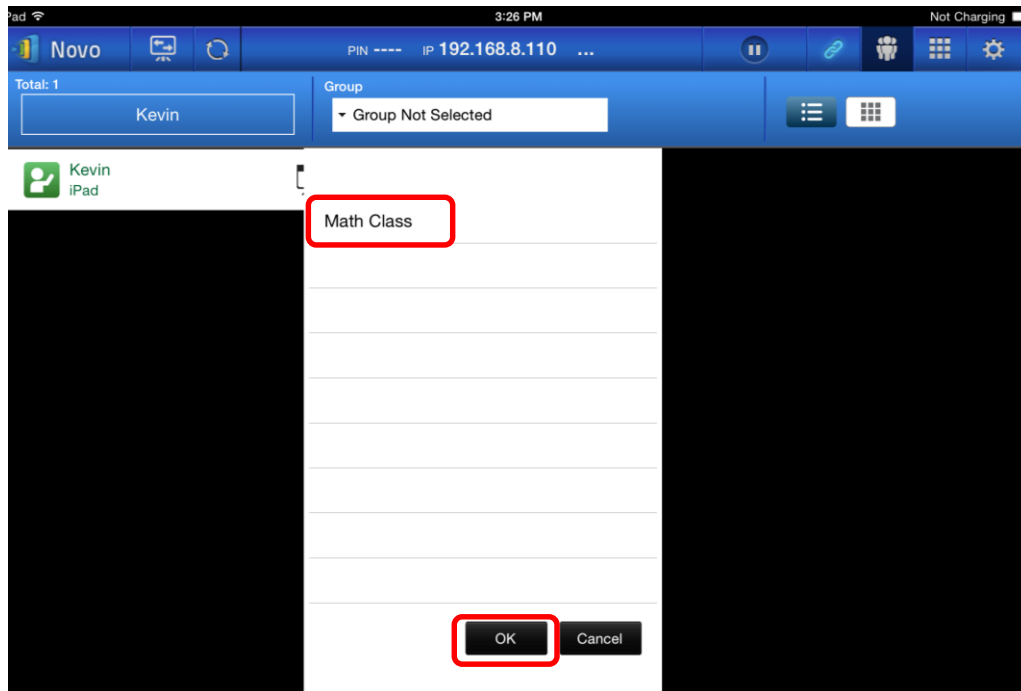 Pad 3:26 PM Not Charging
Novo PIN ---- IP 192.168.8.110 ...
Total: 1 Group
Kevin Group Not Selected
Kevin
iPad
Math Class
OK Cancel